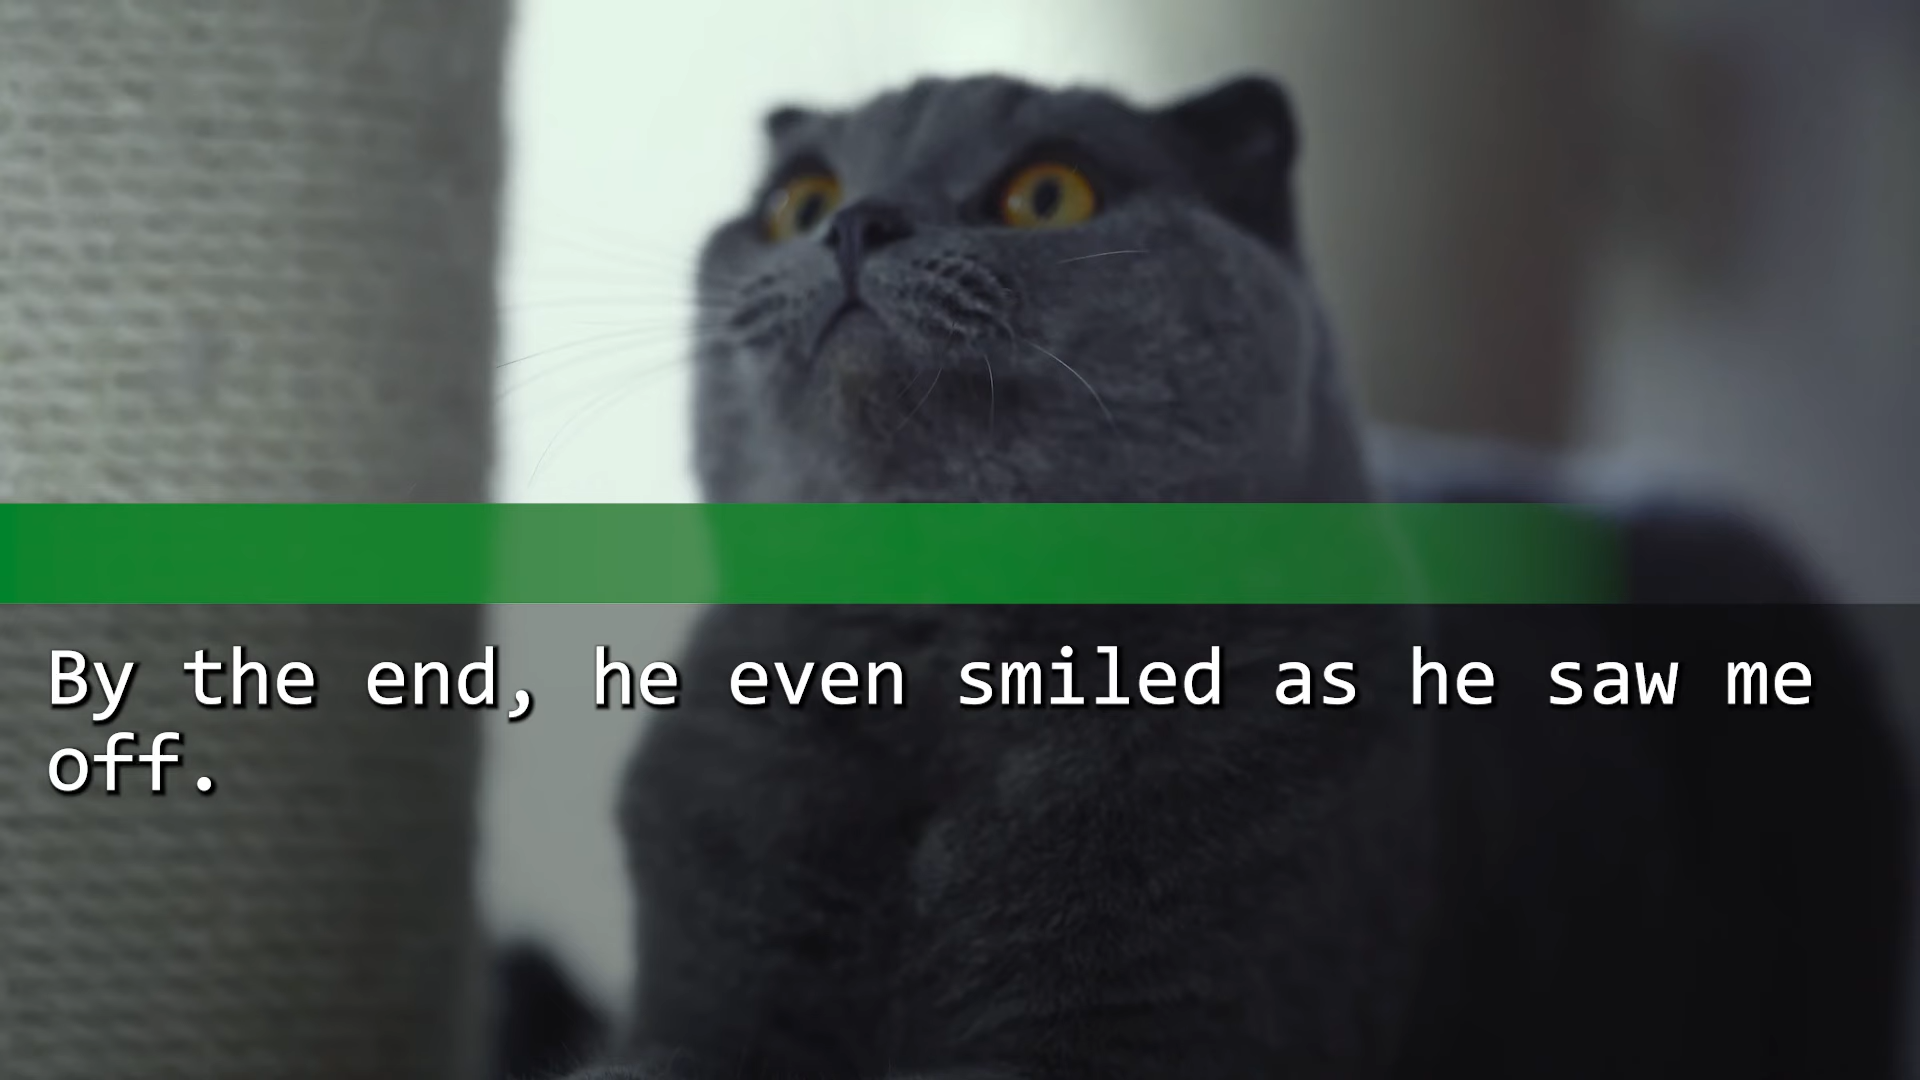 By the end, he even smiled as he saw me
off.